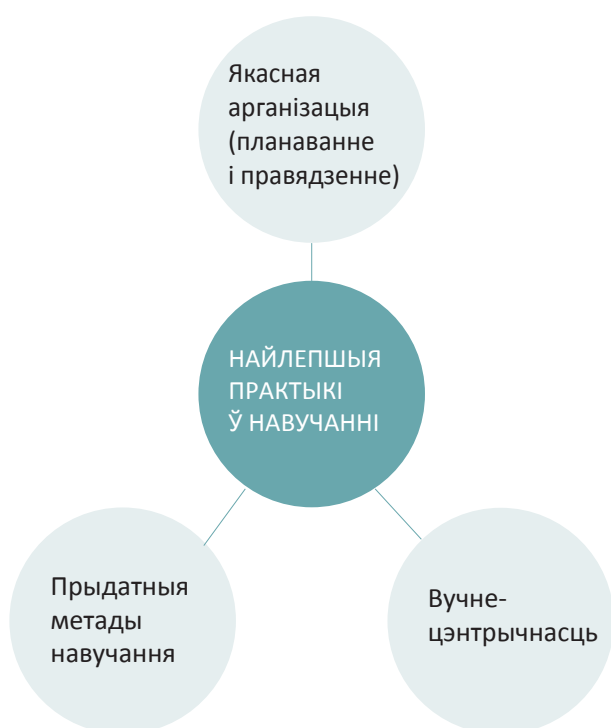 Якасная
арганізацыя
(планаванне
і правядзенне)
НАЙЛЕПШЫЯ
ПРАКТЫКІ
Ў НАВУЧАННІ
Прыдатныя
метады
навучання
Вучне-
цэнтрычнасць